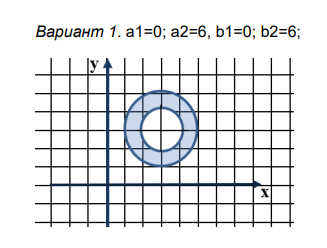 Вариант 1. a1=0; a2=6, b1=0; b2=6;
y
x